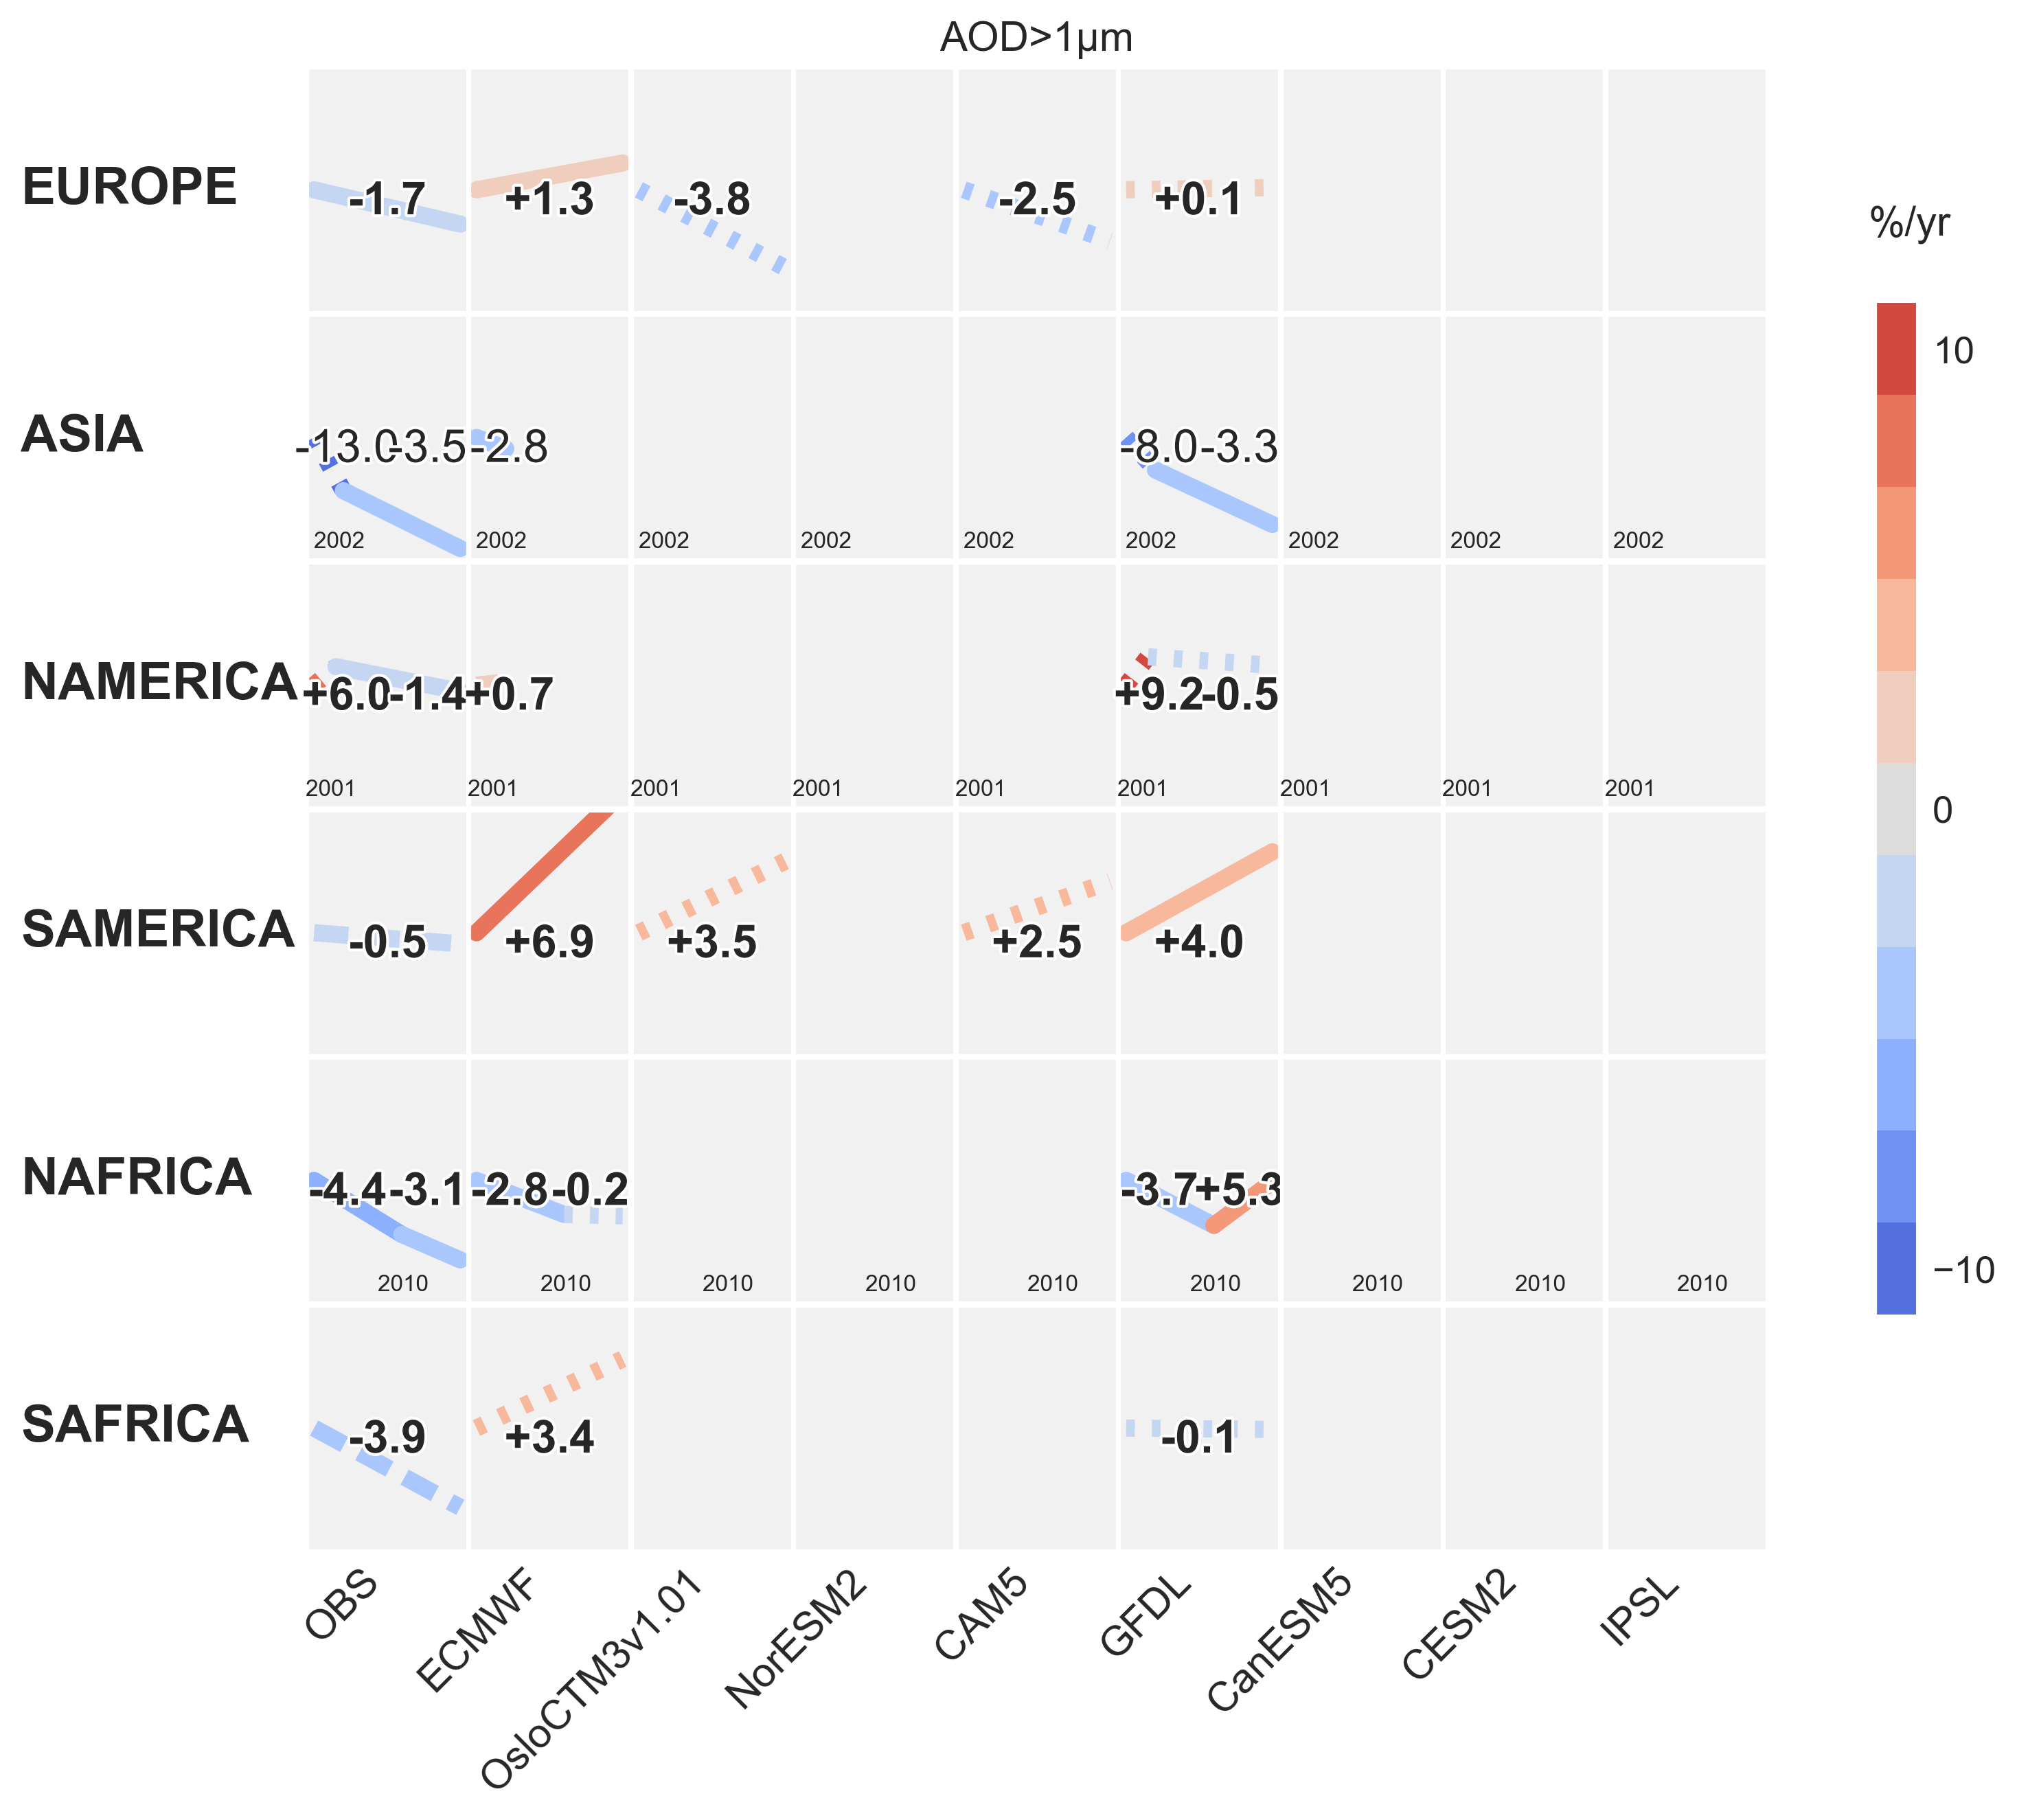 AOD>1µm
EUROPE -1.7 +1.3 -3.8 -2.5 +0.1
%/yr
10
ASIA -13.0 -3.5 -2.8 -8.0 -3.3
2002 2002 2002 2002 2002 2002 2002 2002 2002
NAMERICA +6.0 -1.4 +0.7 +9.2 -0.5
2001 2001 2001 2001 2001 2001 2001 2001 2001
0
SAMERICA -0.5 +6.9 +3.5 +2.5 +4.0
NAFRICA -4.4 -3.1 -2.8 -0.2 -3.7 +5.3
2010 2010 2010 2010 2010 2010 2010 2010 2010
−10
SAFRICA -3.9 +3.4 -0.1
OBS
ECMWF
OsloCTM3v1.01
NorESM2
CAM5
GFDL
CanESM5
CESM2
IPSL